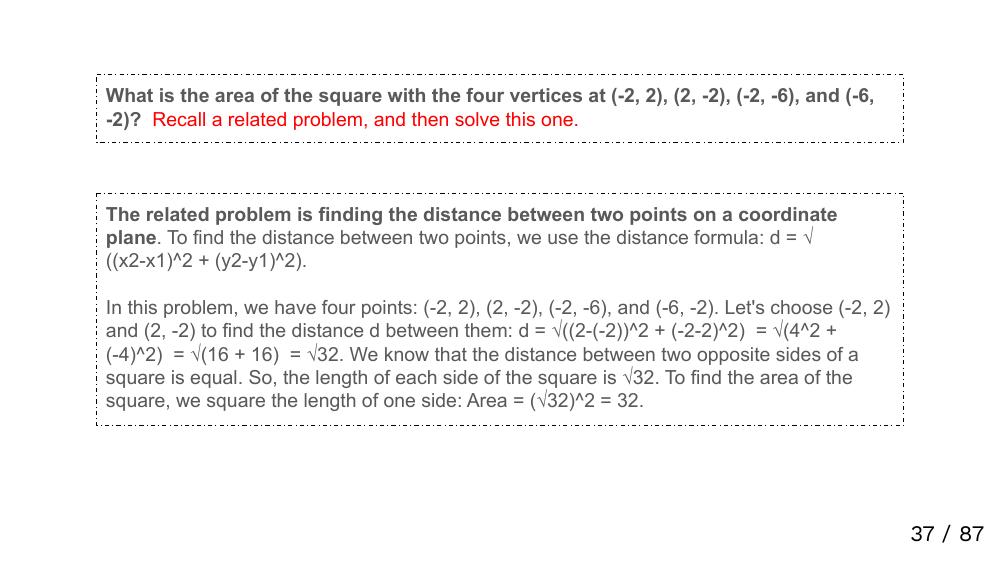 What is the area of the square with the four vertices at (-2, 2), (2, -2), (-2, -6), and (-6,
-2)?  Recall a related problem, and then solve this one.
The related problem is finding the distance between two points on a coordinate
plane. To find the distance between two points, we use the distance formula: d = √
((x2-x1)^2 + (y2-y1)^2).
In this problem, we have four points: (-2, 2), (2, -2), (-2, -6), and (-6, -2). Let's choose (-2, 2)
and (2, -2) to find the distance d between them: d = √((2-(-2))^2 + (-2-2)^2)  = √(4^2 +
(-4)^2)  = √(16 + 16)  = √32. We know that the distance between two opposite sides of a
square is equal. So, the length of each side of the square is √32. To find the area of the
square, we square the length of one side: Area = (√32)^2 = 32.
37 / 87